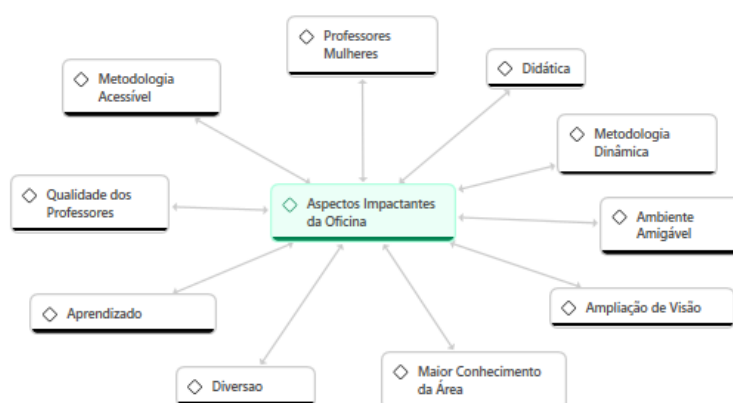 Professores
Mulheres
Didática
Metodologia
Acessível
Metodologia
Dinâmica
Qualidade dos
Professores
Aspectos Impactantes
da Oficina
Ambiente
Amigável
Aprendizado
Ampliação de Visão
Diversao
Maior Conhecimento
da Área